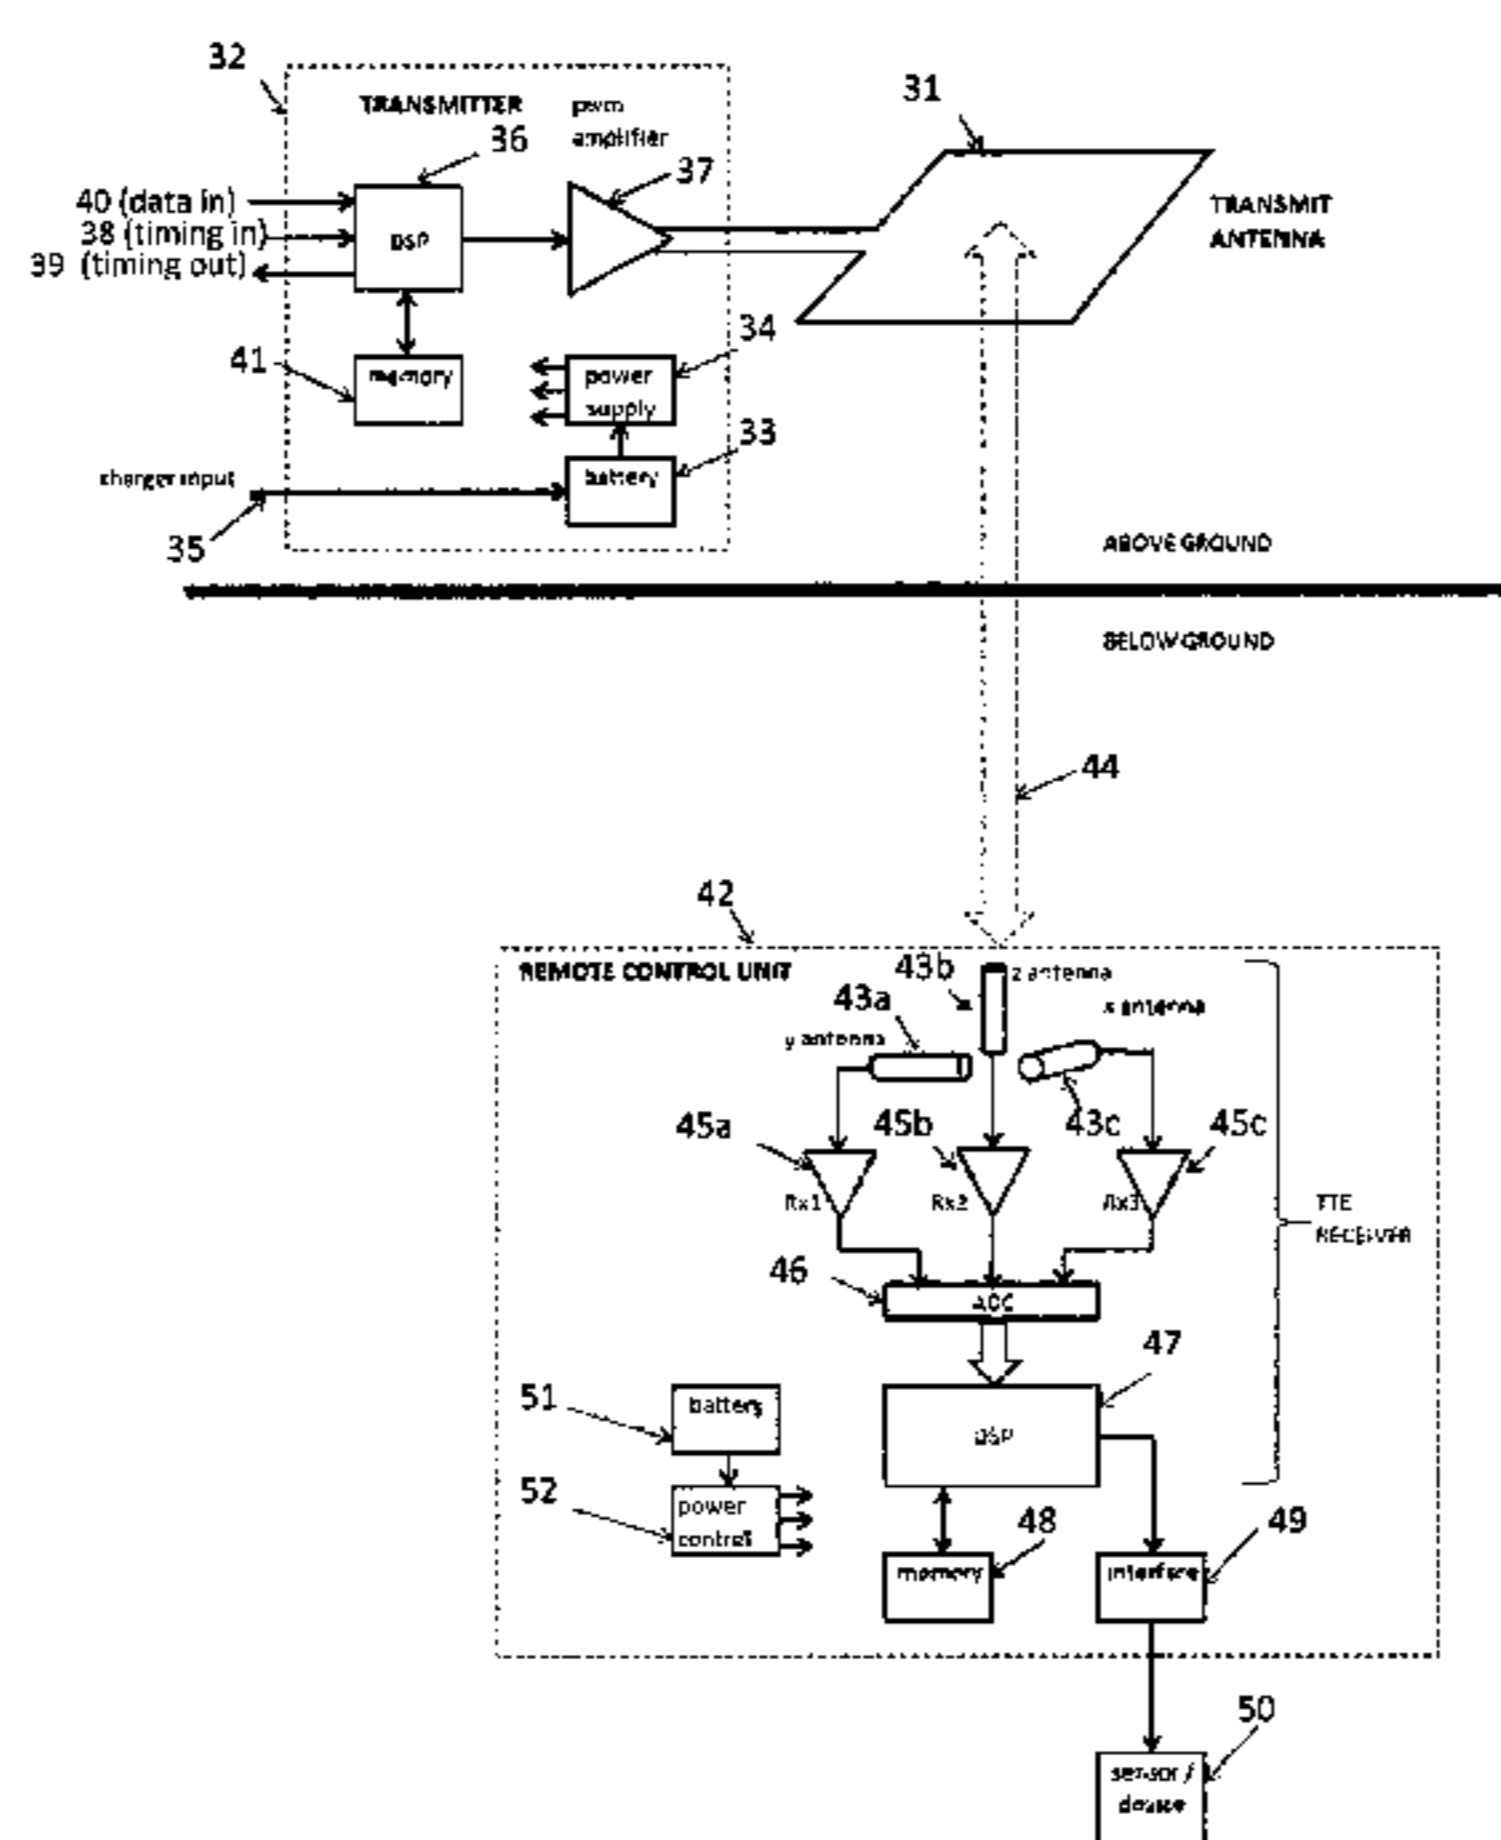 32
TRANSMITTER
pwm
amplifier
31
36
37
40 (data in)
38 (timing in)
39 (timing out)
DSP
TRANSMIT
ANTENNA
34
41
memory
power
supply
33
charger input
battery
35
ABOVE GROUND
BELOW GROUND
44
42
REMOTE CONTROL UNIT
43b
z antenna
43a
x antenna
y antenna
45a
45b
43c
45c
Rx1
Rx2
Rx3
TTE
RECEIVER
46
ADC
47
51
battery
DSP
52
power
control
48
49
memory
interface
50
sensor /
device